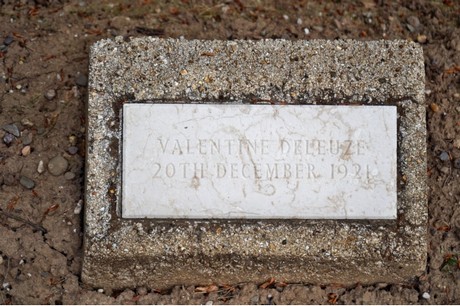 VALENTINE DELEUZE
20TH DECEMBER 1921